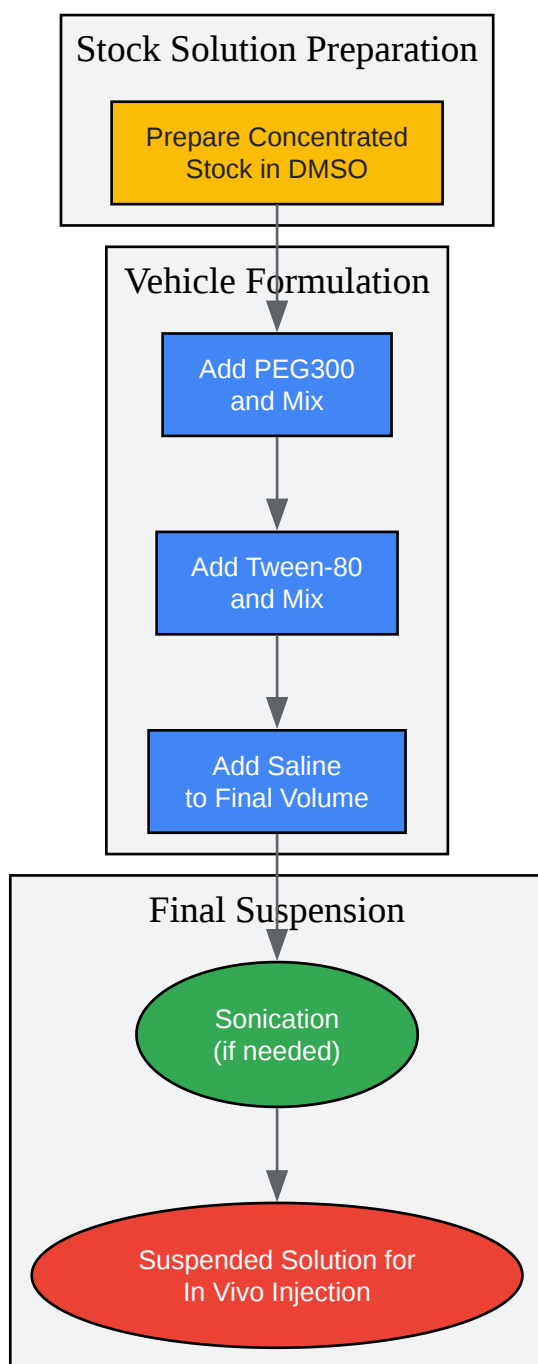 Stock Solution Preparation
Prepare Concentrated
Stock in DMSO
Vehicle Formulation
Add PEG300
and Mix
Add Tween-80
and Mix
Add Saline
to Final Volume
Final Suspension
Sonication
(if needed)
Suspended Solution for
In Vivo Injection